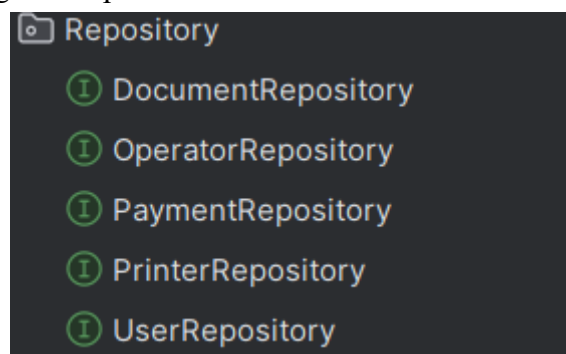 Repository
DocumentRepository
OperatorRepository
PaymentRepository
PrinterRepository
UserRepository